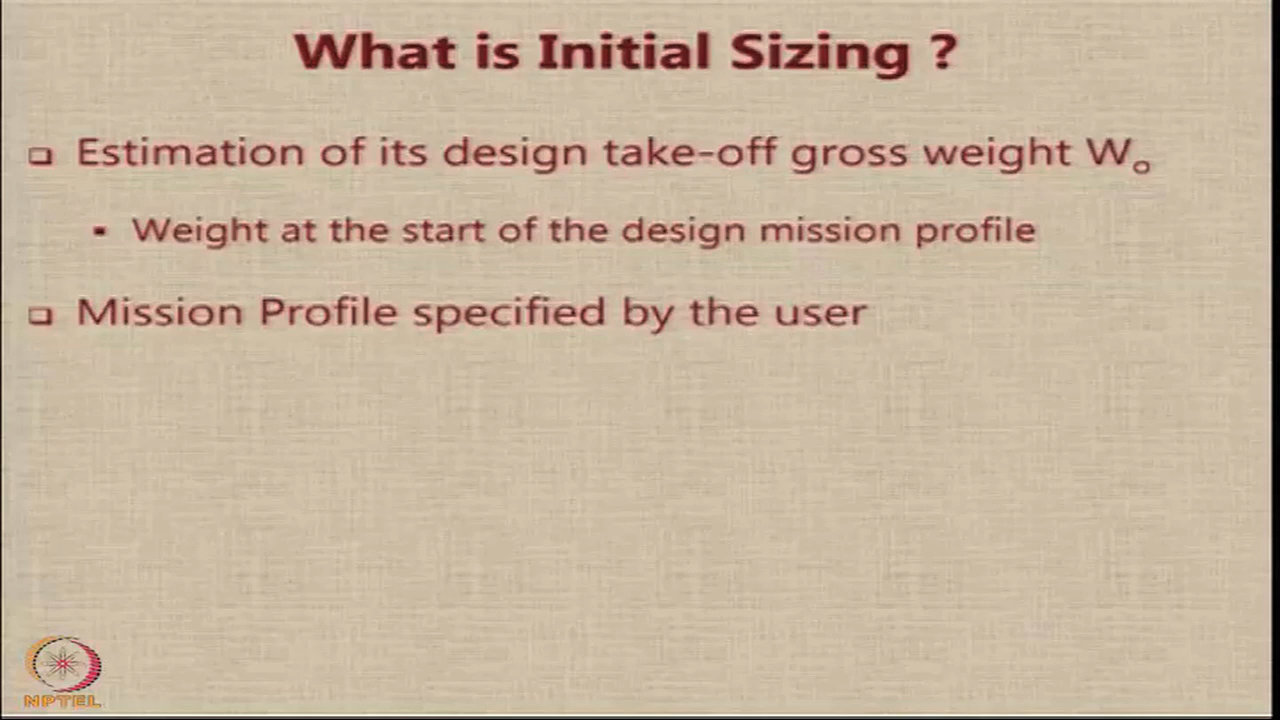 What is Initial Sizing ?
Estimation of its design take-off gross weight Wₒ
Weight at the start of the design mission profile
Mission Profile specified by the user
NPTEL